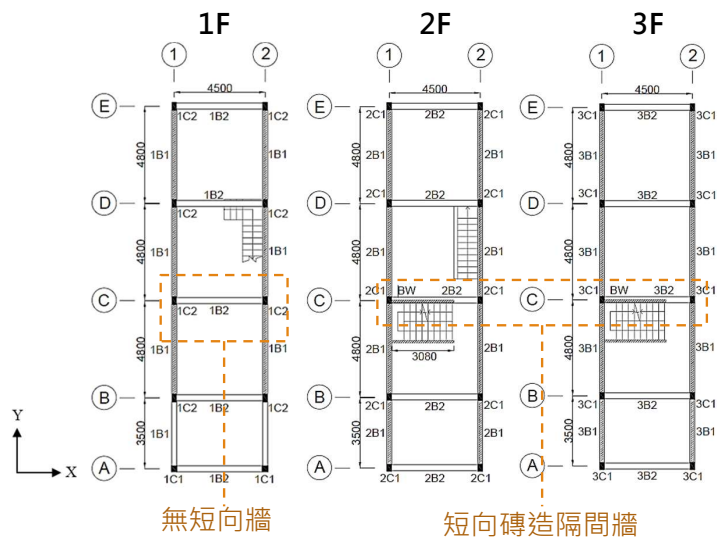 1F 2F 3F
1 2 1 2 1 2
4500 4500 4500
E E E
1C2 1B2 1C2 2C1 2B2 2C1 3C1 3B2 3C1
4800 1B1 1B1 4800 2B1 2B1 4800 3B1 3B1
1B2 2C1 2B2 2C1 3C1 3B2 3C1
D D D
1C2 1C2
4800 1B1 1B1 4800 2B1 2B1 4800 3B1 3B1
2C1 BW 2B2 2C1 3C1 BW 3B2 3C1
C C C
1C2 1B2 1C2
4800 1B1 1B1 4800 2B1 2B1 4800 3B1 3B1
3080
B B B
1C2 1B2 1C2 2C1 2B2 2C1 3C1 3B2 3C1
3500 1B1 3500 2B1 2B1 3500 3B1 3B1
Y
A A A
X
1C1 1B2 1C1 2C1 2B2 2C1 3C1 3B2 3C1
無短向牆 短向磚造隔間牆